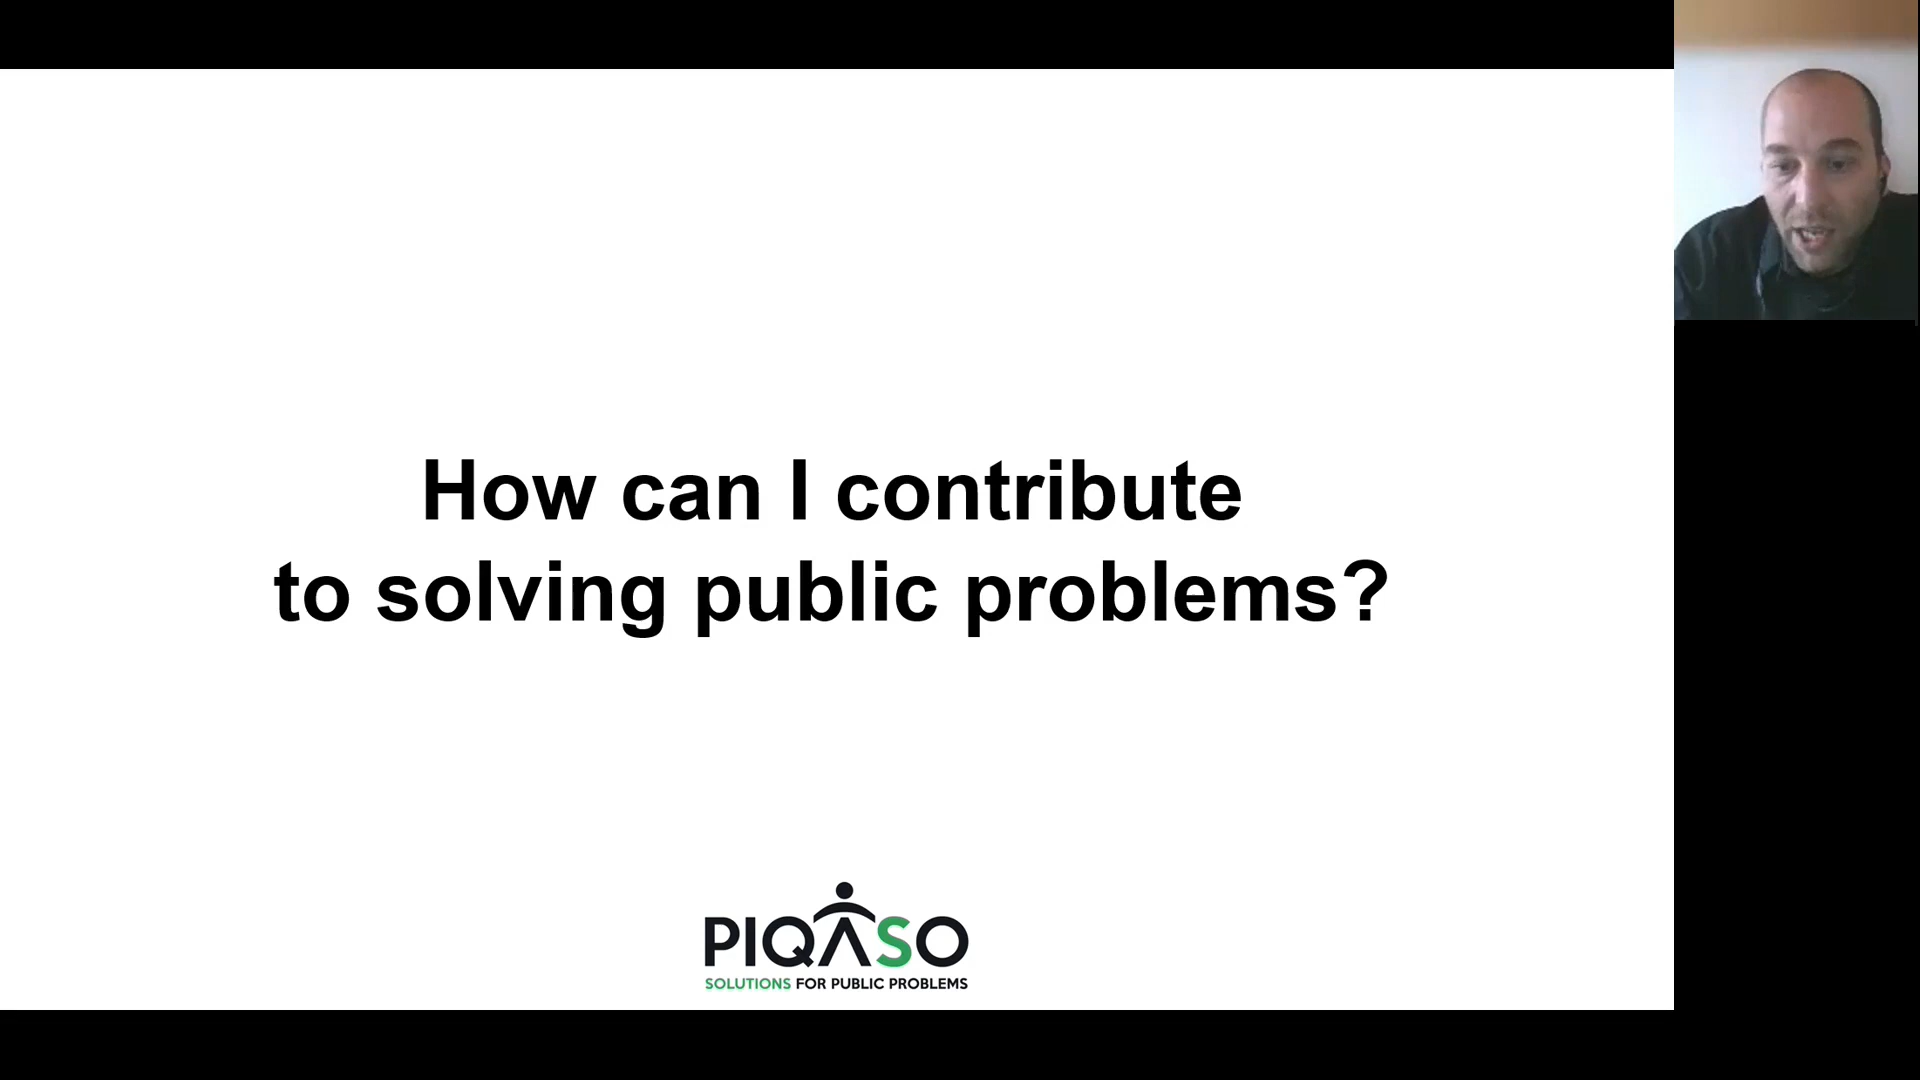 How can I contribute
to solving public problems?
PIQASO
SOLUTIONS FOR PUBLIC PROBLEMS